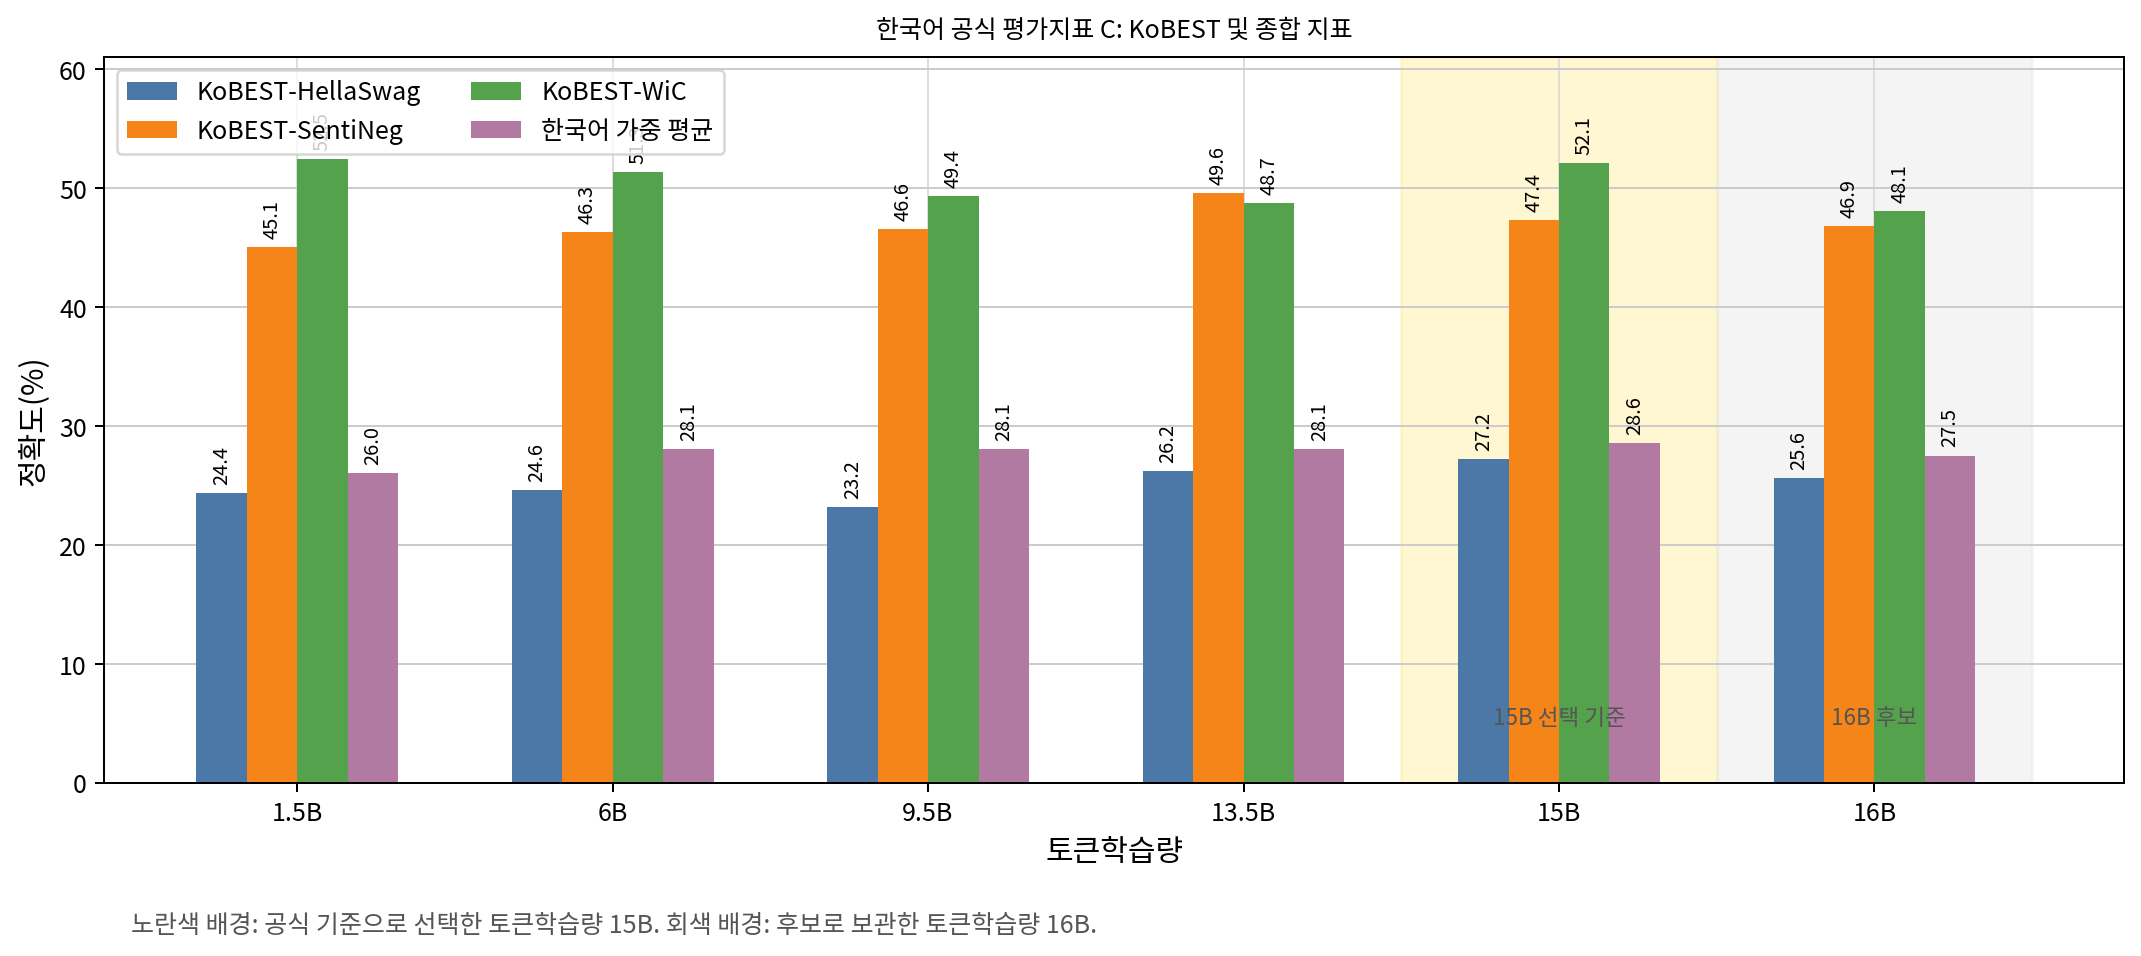 한국어 공식 평가지표 C: KoBEST 및 종합 지표
KoBEST-HellaSwag
KoBEST-SentiNeg
KoBEST-WiC
한국어 가중 평균
정확도(%)
60
50
40
30
20
10
0
24.4
45.1
26.0
24.6
46.3
28.1
23.2
46.6
49.4
28.1
26.2
49.6
48.7
28.1
27.2
47.4
52.1
28.6
25.6
46.9
48.1
27.5
15B 선택 기준
16B 후보
1.5B
6B
9.5B
13.5B
15B
16B
토큰학습량
노란색 배경: 공식 기준으로 선택한 토큰학습량 15B. 회색 배경: 후보로 보관한 토큰학습량 16B.